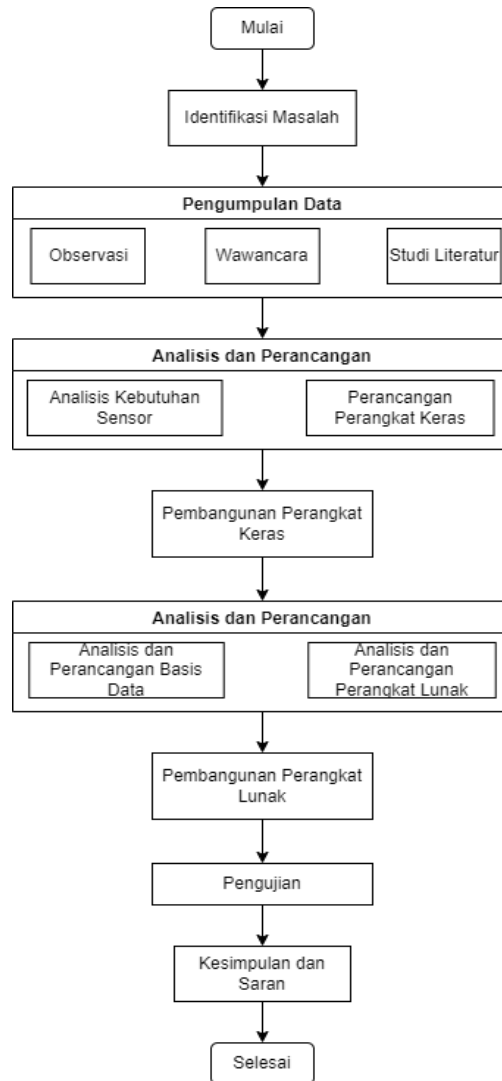 Mulai
Identifikasi Masalah
Pengumpulan Data
Observasi
Wawancara
Studi Literatur
Analisis dan Perancangan
Analisis Kebutuhan
Sensor
Perancangan
Perangkat Keras
Pembangunan Perangkat
Keras
Analisis dan Perancangan
Analisis dan
Perancangan Basis
Data
Analisis dan
Perancangan
Perangkat Lunak
Pembangunan Perangkat
Lunak
Pengujian
Kesimpulan dan
Saran
Selesai